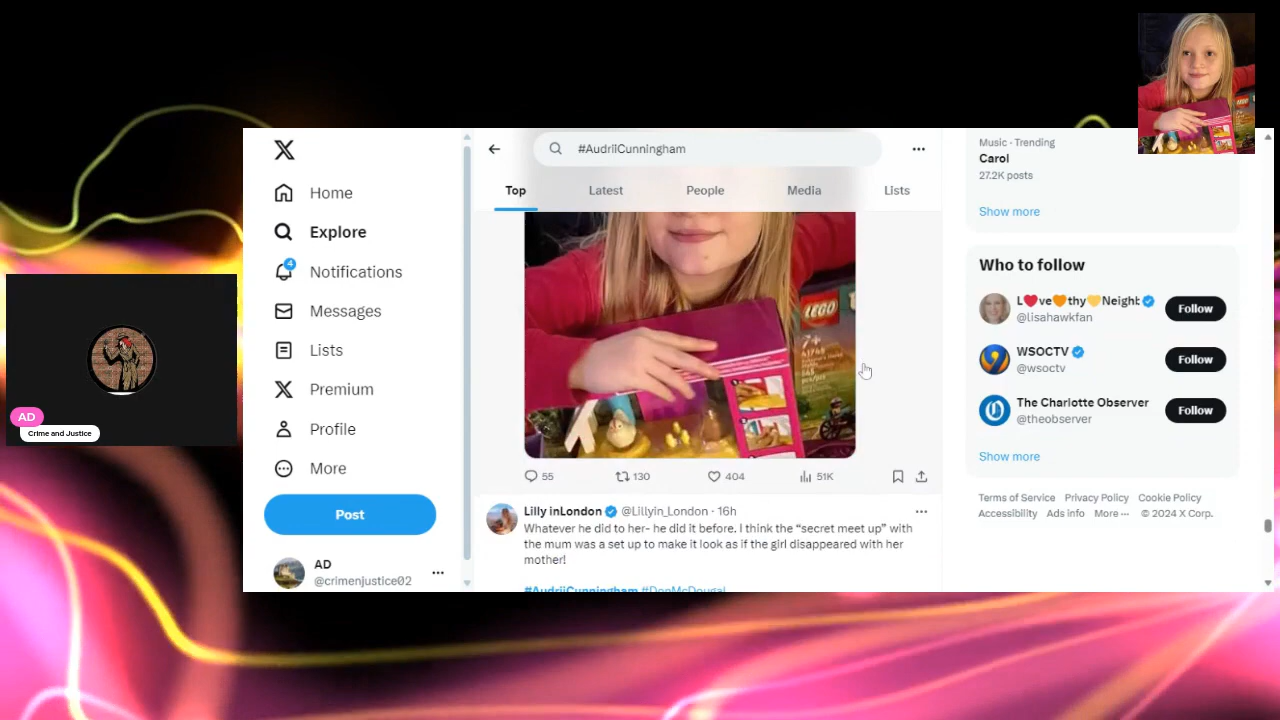 #AudriiCunningham
Top
Latest
People
Media
Lists
Home
Explore
4
Notifications
Messages
Lists
Premium
Profile
More
Post
AD
@crimenjustice02
AD
Crime and Justice
LEGO
7+
41749
55
130
404
51K
Lilly inLondon @Lillyin_London · 16h
Whatever he did to her- he did it before. I think the “secret meet up” with
the mum was a set up to make it look as if the girl disappeared with her
mother!
#AudriiCunningham #DonMcDougal
Music · Trending
Carol
27.2K posts
Show more
Who to follow
L❤️ve🧡thy💛Neight
@lisahawkfan
Follow
WSOCTV
@wsoctv
Follow
The Charlotte Observer
@theobserver
Follow
Show more
Terms of Service Privacy Policy Cookie Policy
Accessibility Ads info More ··· © 2024 X Corp.
LEGO